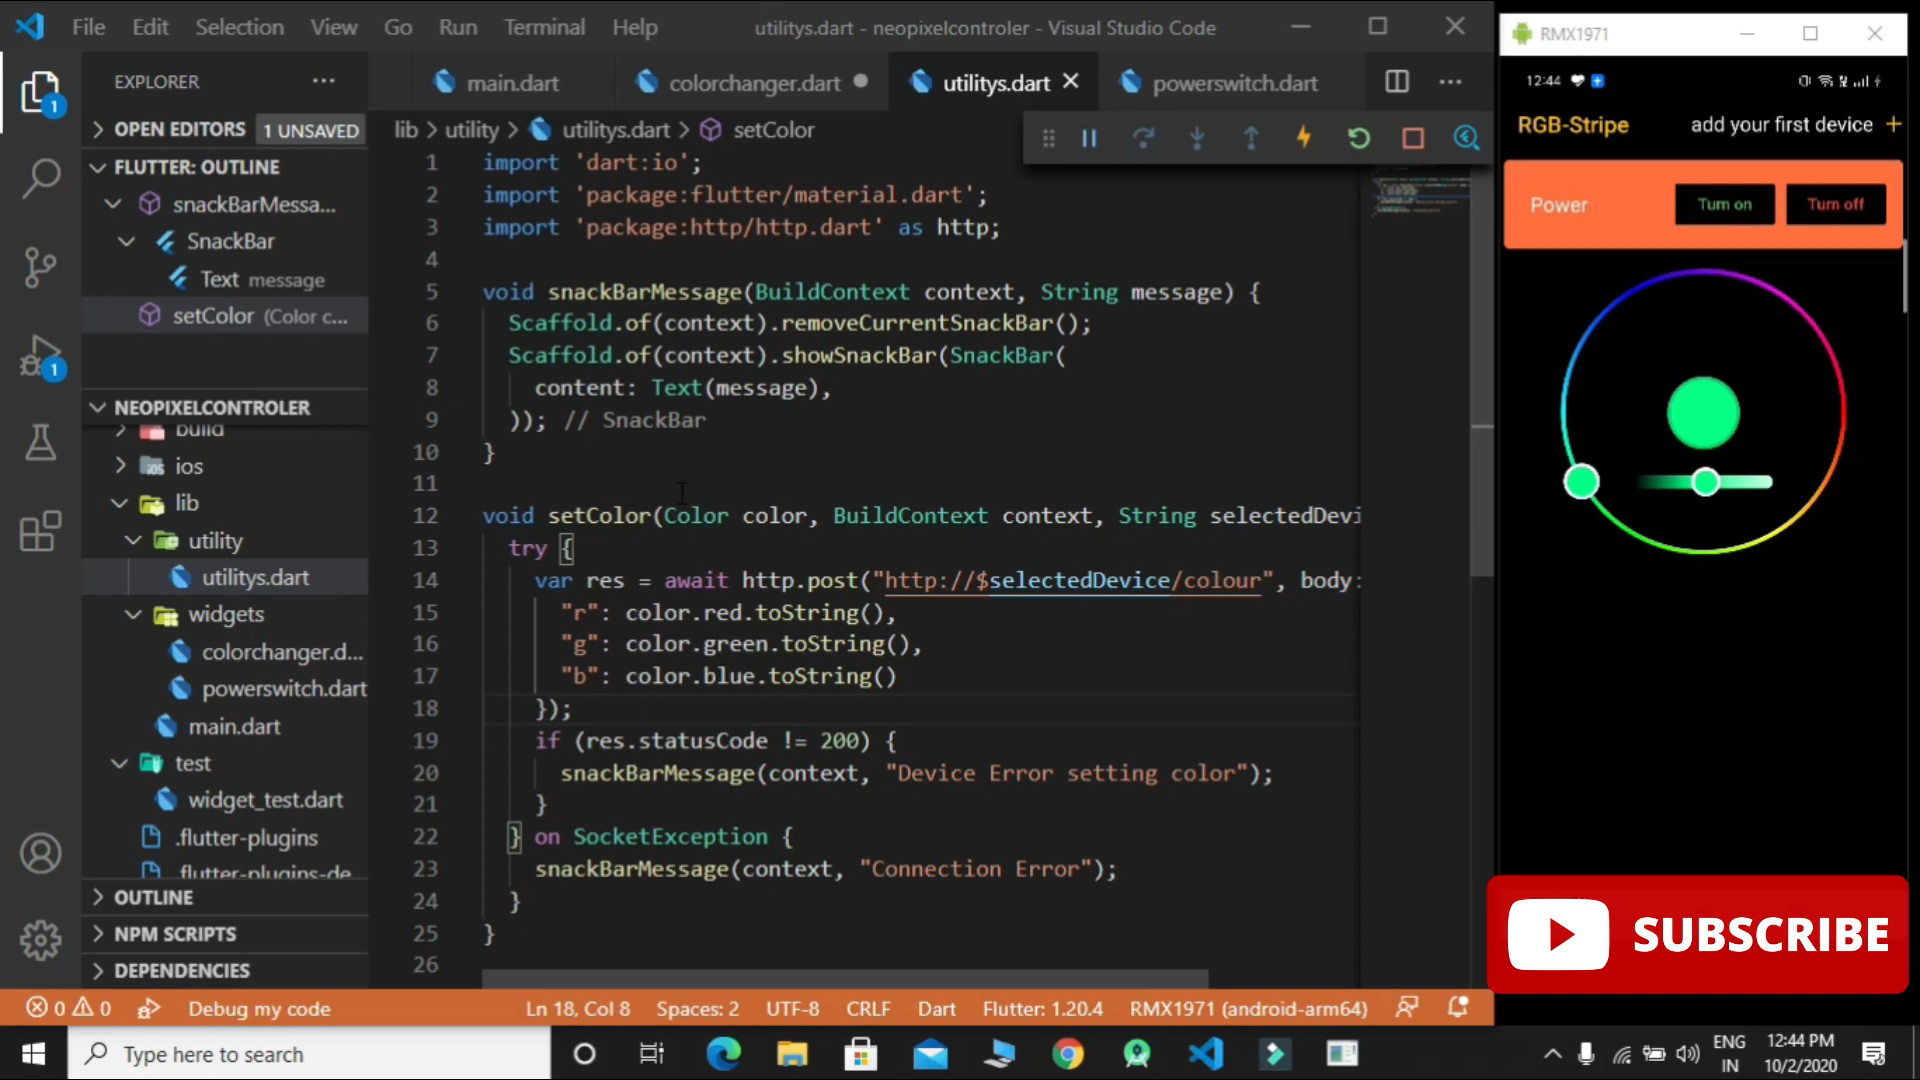 File Edit Selection View Go Run Terminal Help
utilitys.dart - neopixelcontroler - Visual Studio Code
EXPLORER
OPEN EDITORS 1 UNSAVED
FLUTTER: OUTLINE
snackBarMessa...
SnackBar
Text message
setColor (Color c...
NEOPIXELCONTROLER
build
ios
lib
utility
utilitys.dart
widgets
colorchanger.d...
powerswitch.dart
main.dart
test
widget_test.dart
.flutter-plugins
.flutter-plugins-de
OUTLINE
NPM SCRIPTS
DEPENDENCIES
1
1
main.dart colorchanger.dart utilitys.dart powerswitch.dart
lib > utility > utilitys.dart > setColor
1 import 'dart:io';
2 import 'package:flutter/material.dart';
3 import 'package:http/http.dart' as http;
4
5 void snackBarMessage(BuildContext context, String message) {
6 Scaffold.of(context).removeCurrentSnackBar();
7 Scaffold.of(context).showSnackBar(SnackBar(
8 content: Text(message),
9 )); // SnackBar
10 }
11
12 void setColor(Color color, BuildContext context, String selectedDevi
13 try {
14 var res = await http.post("http://$selectedDevice/colour", body:
15 "r": color.red.toString(),
16 "g": color.green.toString(),
17 "b": color.blue.toString()
18 });
19 if (res.statusCode != 200) {
20 snackBarMessage(context, "Device Error setting color");
21 }
22 } on SocketException {
23 snackBarMessage(context, "Connection Error");
24 }
25 }
26
RMX1971
12:44
RGB-Stripe add your first device +
Power Turn on Turn off
SUBSCRIBE
0 0 Debug my code Ln 18, Col 8 Spaces: 2 UTF-8 CRLF Dart Flutter: 1.20.4 RMX1971 (android-arm64)
Type here to search
ENG
IN
12:44 PM
10/2/2020